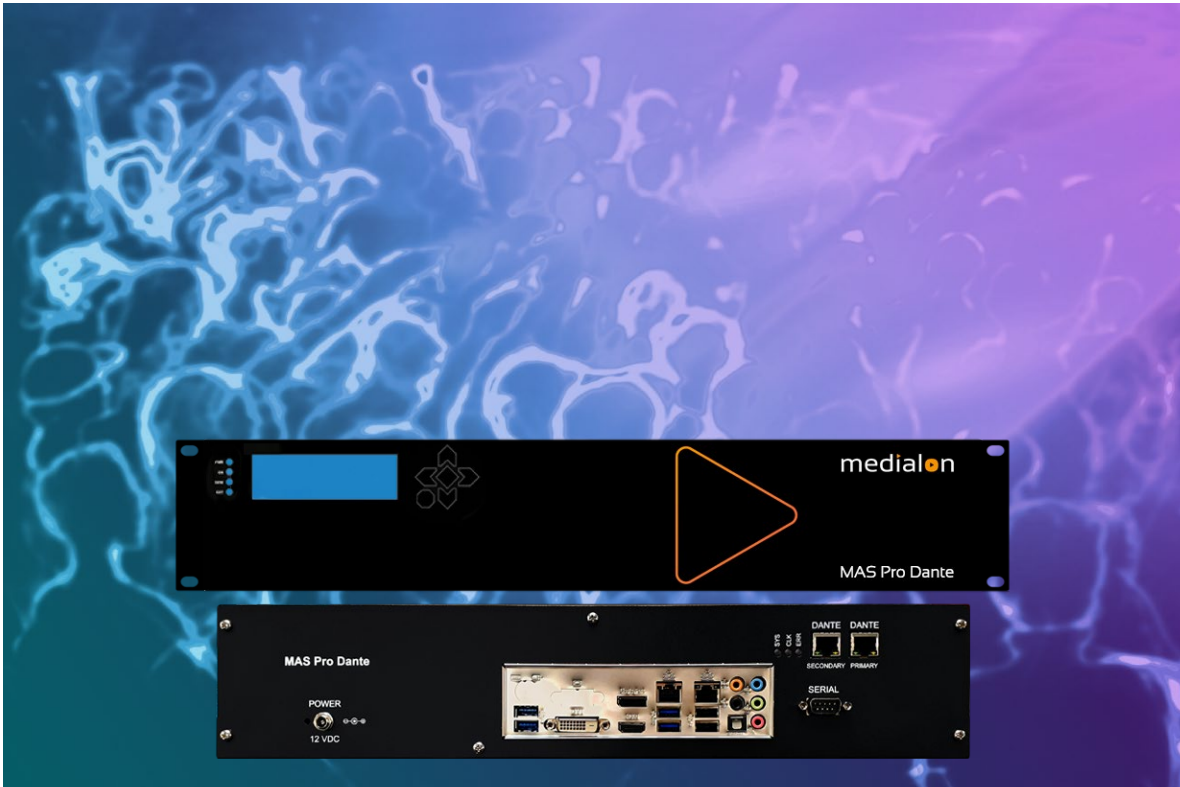 medialon
MAS Pro Dante
MAS Pro Dante
POWER
12 VDC
SYS
CLK
ERR
DANTE DANTE
SECONDARY PRIMARY
SERIAL